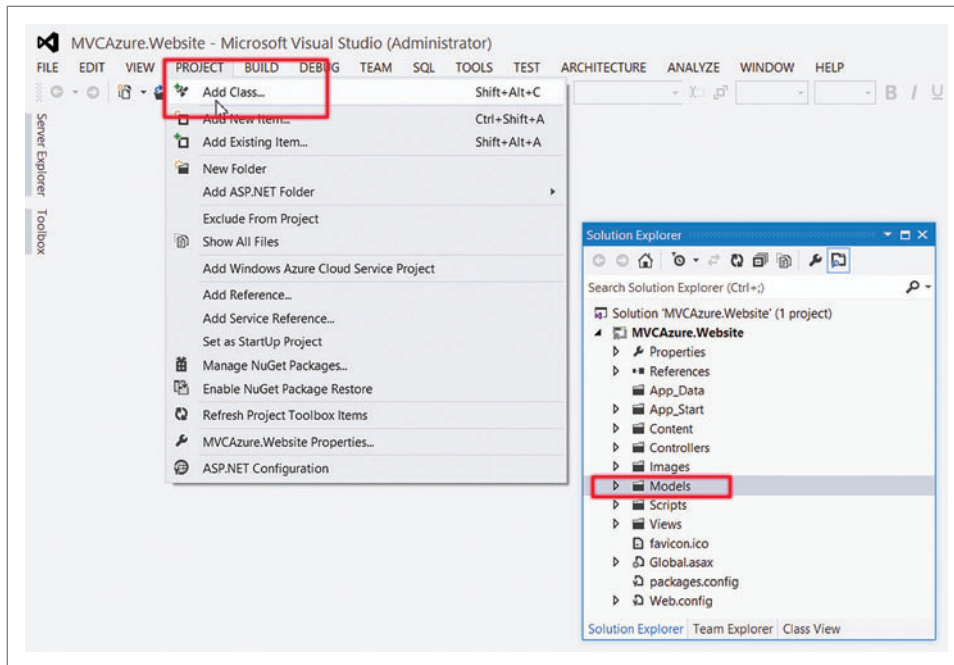 MVCAzure.Website - Microsoft Visual Studio (Administrator)
FILE EDIT VIEW PROJECT BUILD DEBUG TEAM SQL TOOLS TEST ARCHITECTURE ANALYZE WINDOW HELP
B I U
Server Explorer
Toolbox
Add Class... Shift+Alt+C
Add New Item... Ctrl+Shift+A
Add Existing Item... Shift+Alt+A
New Folder
Add ASP.NET Folder
Exclude From Project
Show All Files
Add Windows Azure Cloud Service Project
Add Reference...
Add Service Reference...
Set as StartUp Project
Manage NuGet Packages...
Enable NuGet Package Restore
Refresh Project Toolbox Items
MVCAzure.Website Properties...
ASP.NET Configuration
Solution Explorer
Search Solution Explorer (Ctrl+;)
Solution 'MVCAzure.Website' (1 project)
MVCAzure.Website
Properties
References
App_Data
App_Start
Content
Controllers
Images
Models
Scripts
Views
favicon.ico
Global.asax
packages.config
Web.config
Solution Explorer Team Explorer Class View